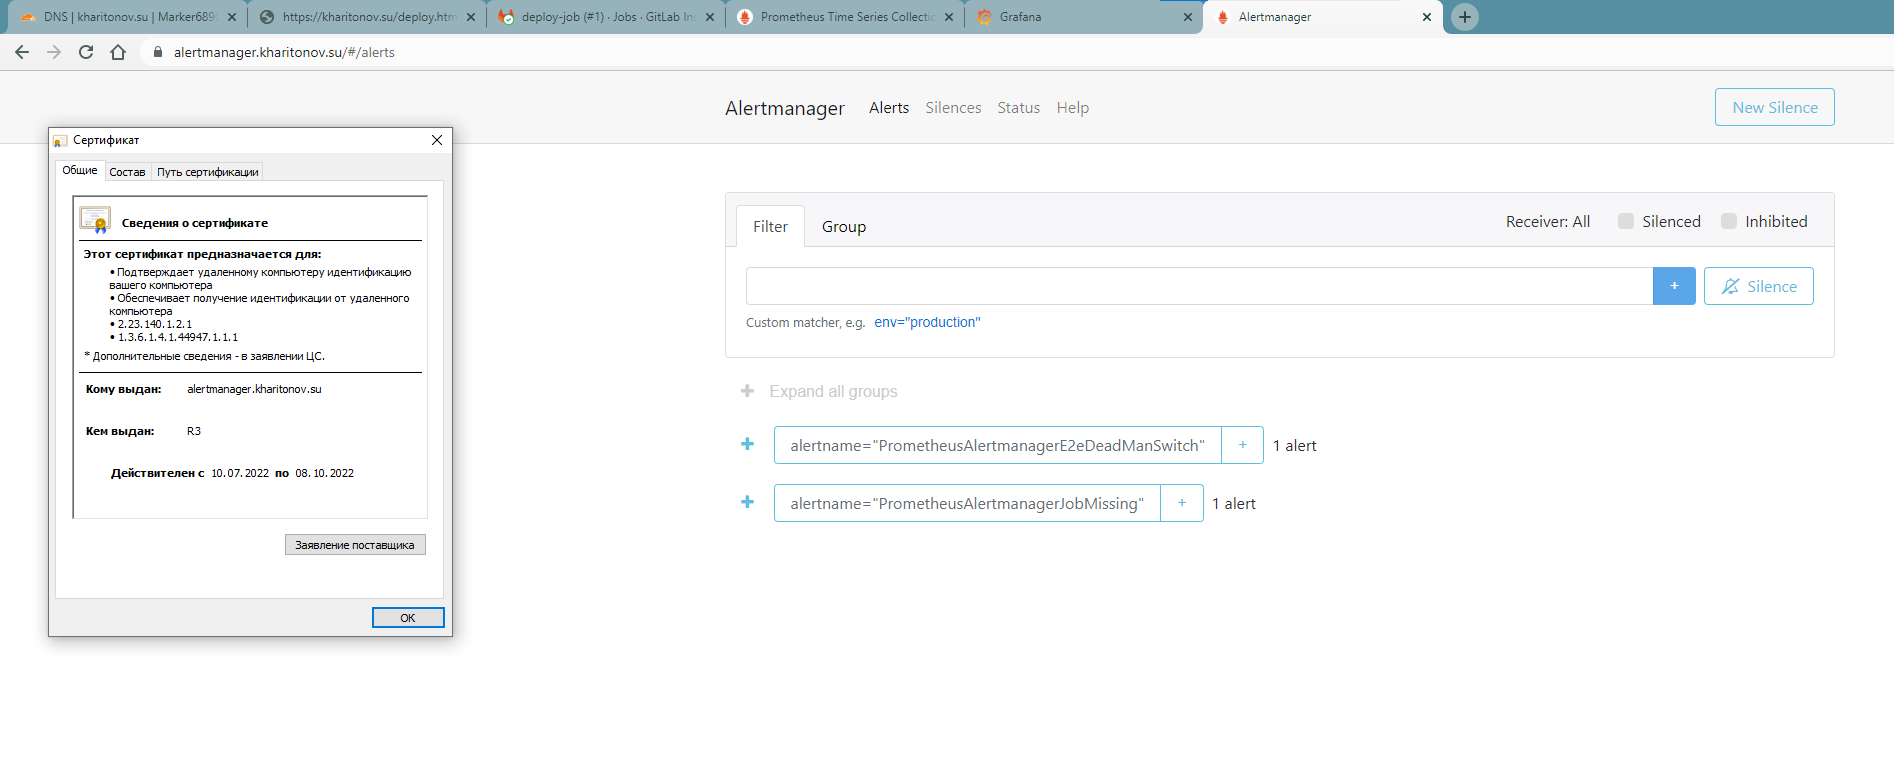 DNS | kharitonov.su | Marker689
https://kharitonov.su/deploy.htm
deploy-job (#1) · Jobs · GitLab Ins
Prometheus Time Series Collectio
Grafana
Alertmanager
alertmanager.kharitonov.su/#/alerts
Alertmanager
Alerts
Silences
Status
Help
New Silence
Сертификат
Общие
Состав
Путь сертификации
Сведения о сертификате
Этот сертификат предназначается для:
• Подтверждает удаленному компьютеру идентификацию
вашего компьютера
• Обеспечивает получение идентификации от удаленного
компьютера
• 2.23.140.1.2.1
• 1.3.6.1.4.1.44947.1.1.1
* Дополнительные сведения - в заявлении ЦС.
Кому выдан: alertmanager.kharitonov.su
Кем выдан: R3
Действителен с 10.07.2022 по 08.10.2022
Заявление поставщика
ОК
Filter
Group
Receiver: All
Silenced
Inhibited
+
Silence
Custom matcher, e.g. env="production"
+ Expand all groups
+ alertname="PrometheusAlertmanagerE2eDeadManSwitch" + 1 alert
+ alertname="PrometheusAlertmanagerJobMissing" + 1 alert